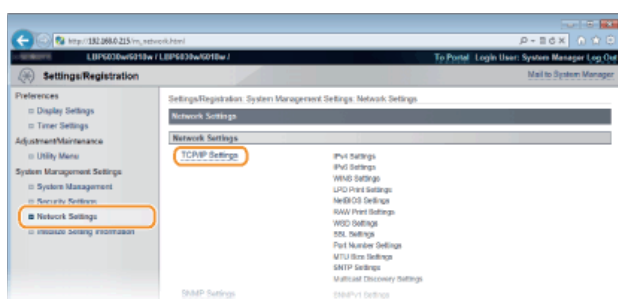 http://192.168.0.215/m_network.html
LBP6030w/6018w / LBP6030w/6018w /
To Portal Login User: System Manager Log Out
Settings/Registration
Mail to System Manager
Preferences
Display Settings
Timer Settings
Adjustment/Maintenance
Utility Menu
System Management Settings
System Management
Security Settings
Network Settings
Initialize Setting Information
Settings/Registration: System Management Settings: Network Settings
Network Settings
Network Settings
TCP/IP Settings
IPv4 Settings
IPv6 Settings
WINS Settings
LPD Print Settings
NetBIOS Settings
RAW Print Settings
WSD Settings
SSL Settings
Port Number Settings
MTU Size Settings
SNTP Settings
Multicast Discovery Settings
SNMP Settings
SNMPv1 Settings